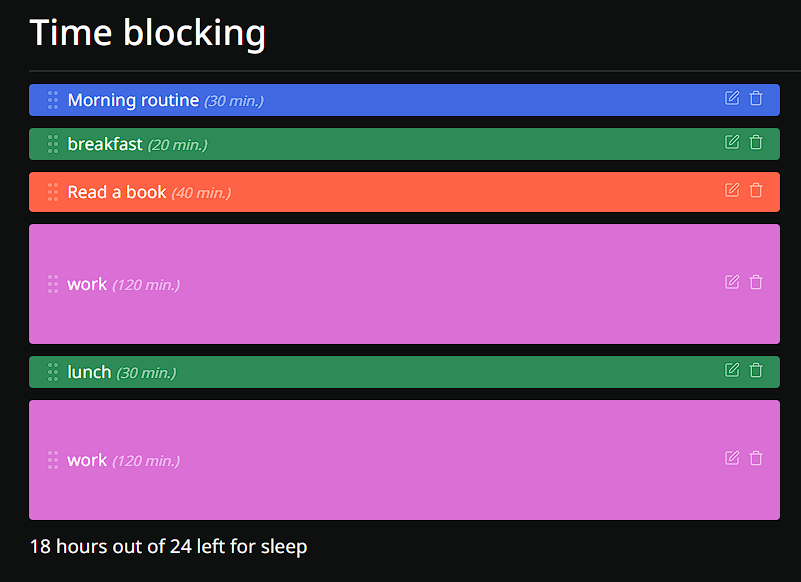 Time blocking
Morning routine (30 min.)
breakfast (20 min.)
Read a book (40 min.)
work (120 min.)
lunch (30 min.)
work (120 min.)
18 hours out of 24 left for sleep